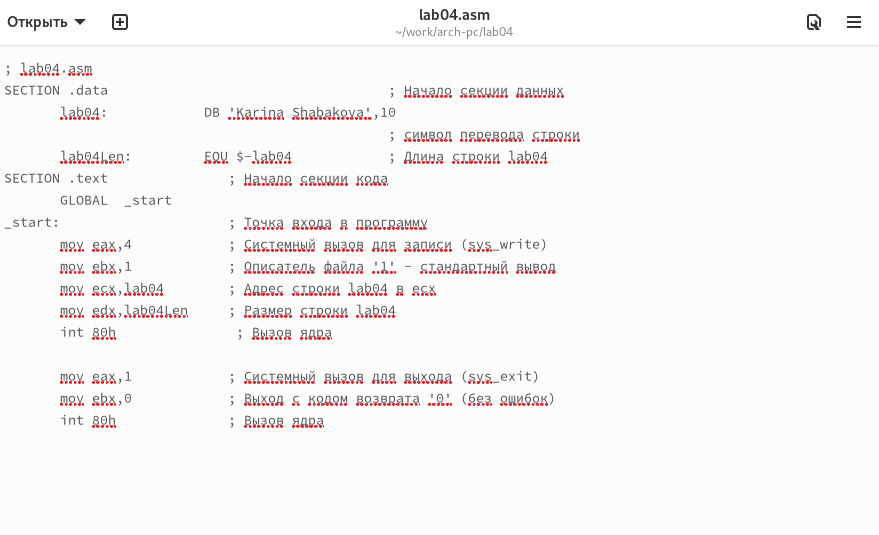 Открыть
lab04.asm
~/work/arch-pc/lab04
; lab04.asm
SECTION .data ; Начало секции данных
lab04: DB 'Karina Shabakova',10
; символ перевода строки
lab04Len: EQU $-lab04 ; Длина строки lab04
SECTION .text ; Начало секции кода
GLOBAL _start
_start: ; Точка входа в программу
mov eax,4 ; Системный вызов для записи (sys_write)
mov ebx,1 ; Описатель файла '1' - стандартный вывод
mov ecx,lab04 ; Адрес строки lab04 в ecx
mov edx,lab04Len ; Размер строки lab04
int 80h ; Вызов ядра
mov eax,1 ; Системный вызов для выхода (sys_exit)
mov ebx,0 ; Выход с кодом возврата '0' (без ошибок)
int 80h ; Вызов ядра